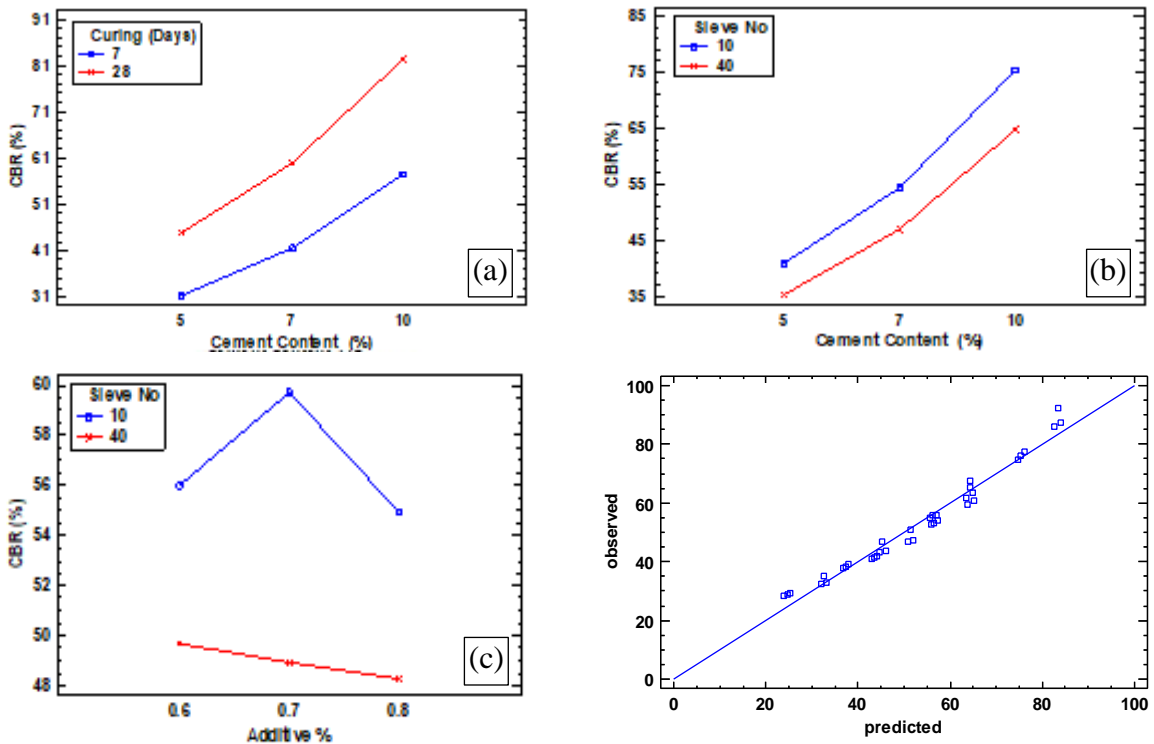 91
81
71
61
51
41
31
CBR (%)
Curing (Days)
7
28
(a)
5 7 10
Cement Content (%)
85
75
65
55
45
35
CBR (%)
Sieve No
10
40
(b)
5 7 10
Cement Content (%)
60
58
56
54
52
50
48
CBR (%)
Sieve No
10
40
(c)
0.6 0.7 0.8
Additive %
100
80
60
40
20
0
observed
0 20 40 60 80 100
predicted